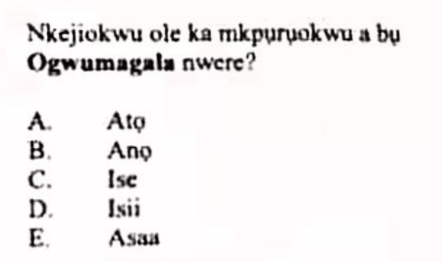 Nkejiokwu ole ka mkpụrụokwu a bụ
Ogwumagala nwere?
A. Atọ
B. Anọ
C. Ise
D. Isii
E. Asaa